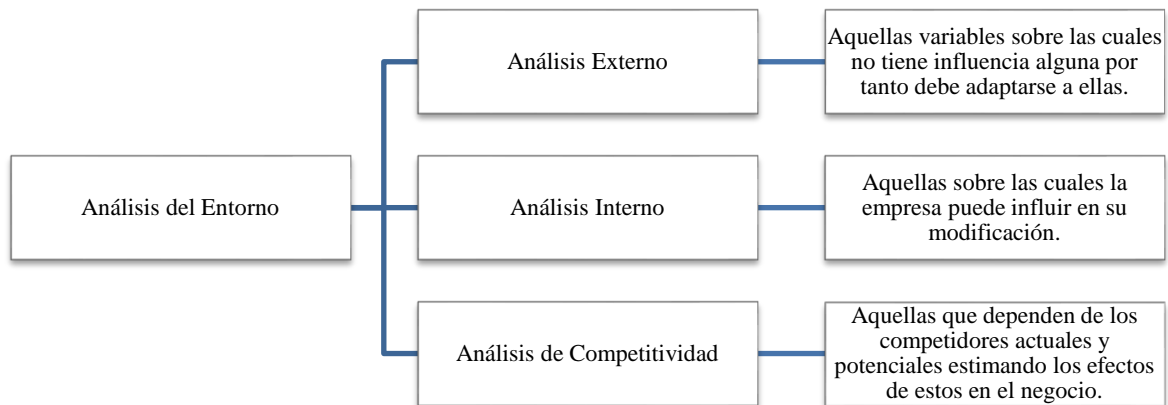 Análisis Externo
Aquellas variables sobre las cuales
no tiene influencia alguna por
tanto debe adaptarse a ellas.
Análisis del Entorno
Análisis Interno
Aquellas sobre las cuales la
empresa puede influir en su
modificación.
Análisis de Competitividad
Aquellas que dependen de los
competidores actuales y
potenciales estimando los efectos
de estos en el negocio.